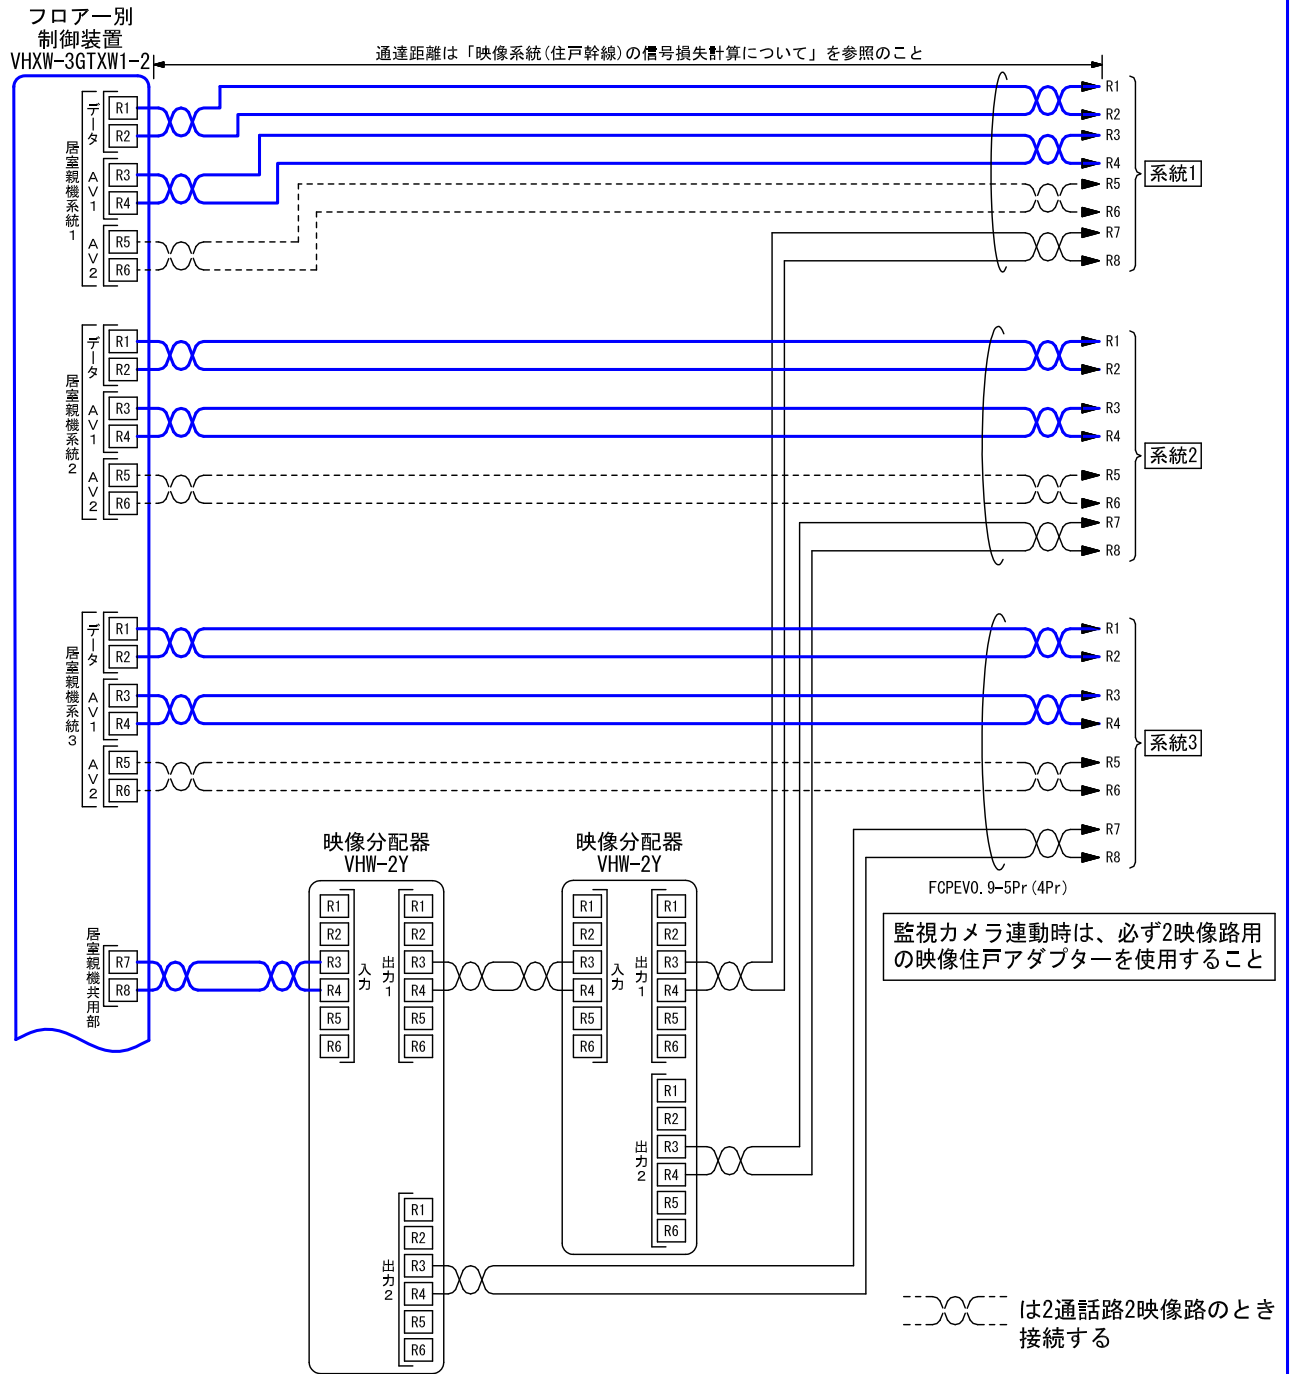 フロアー別
制御装置
VHXW-3GTXW1-2
通達距離は「映像系統(住戸幹線)の信号損失計算について」を参照のこと
居室親機系統1
データ
R1
R2
AV1
R3
R4
AV2
R5
R6
R1
R2
R3
R4
R5
R6
R7
R8
系統1
居室親機系統2
データ
R1
R2
AV1
R3
R4
AV2
R5
R6
R1
R2
R3
R4
R5
R6
R7
R8
系統2
居室親機系統3
データ
R1
R2
AV1
R3
R4
AV2
R5
R6
R1
R2
R3
R4
R5
R6
R7
R8
系統3
FCPEV0.9-5Pr(4Pr)
監視カメラ連動時は、必ず2映像路用
の映像住戸アダプターを使用すること
居室親機共用部
R7
R8
映像分配器
VHW-2Y
入力
R1
R2
R3
R4
R5
R6
出力1
R1
R2
R3
R4
R5
R6
出力2
R1
R2
R3
R4
R5
R6
映像分配器
VHW-2Y
入力
R1
R2
R3
R4
R5
R6
出力1
R1
R2
R3
R4
R5
R6
出力2
R1
R2
R3
R4
R5
R6
は2通話路2映像路のとき
接続する